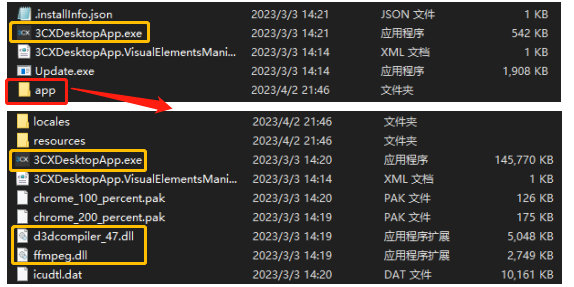 .installInfo.json 2023/3/3 14:21 JSON 文件 1 KB
3CXDesktopApp.exe 2023/3/3 14:21 应用程序 542 KB
3CXDesktopApp.VisualElementsMani... 2023/3/3 14:14 XML 文档 1 KB
Update.exe 2023/3/3 14:14 应用程序 1,908 KB
app 2023/4/2 21:46 文件夹
locales 2023/4/2 21:46 文件夹
resources 2023/4/2 21:46 文件夹
3CXDesktopApp.exe 2023/3/3 14:20 应用程序 145,770 KB
3CXDesktopApp.VisualElementsMani... 2023/3/3 14:14 XML 文档 1 KB
chrome_100_percent.pak 2023/3/3 14:20 PAK 文件 126 KB
chrome_200_percent.pak 2023/3/3 14:19 PAK 文件 175 KB
d3dcompiler_47.dll 2023/3/3 14:19 应用程序扩展 5,048 KB
ffmpeg.dll 2023/3/3 14:19 应用程序扩展 2,749 KB
icudtl.dat 2023/3/3 14:20 DAT 文件 10,161 KB